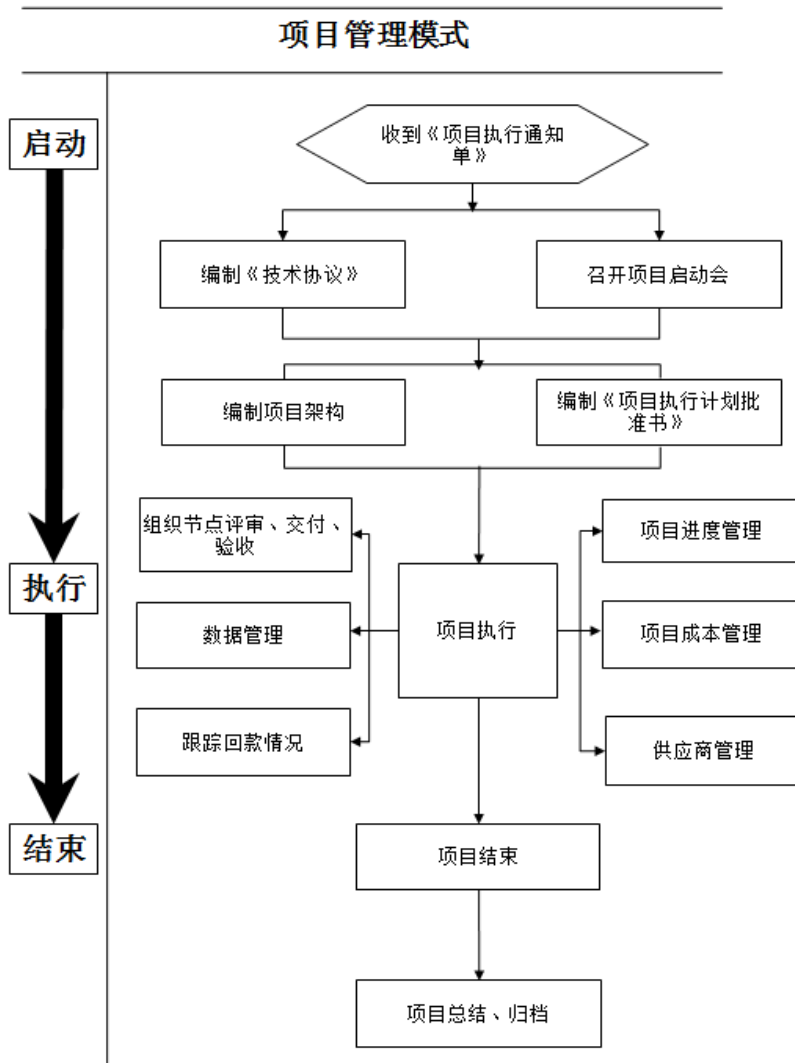 项目管理模式
启动
收到《项目执行通知
单》
编制《技术协议》
召开项目启动会
编制项目架构
编制《项目执行计划批
准书》
组织节点评审、交付、
验收
项目进度管理
执行
项目执行
数据管理
项目成本管理
跟踪回款情况
供应商管理
结束
项目结束
项目总结、归档